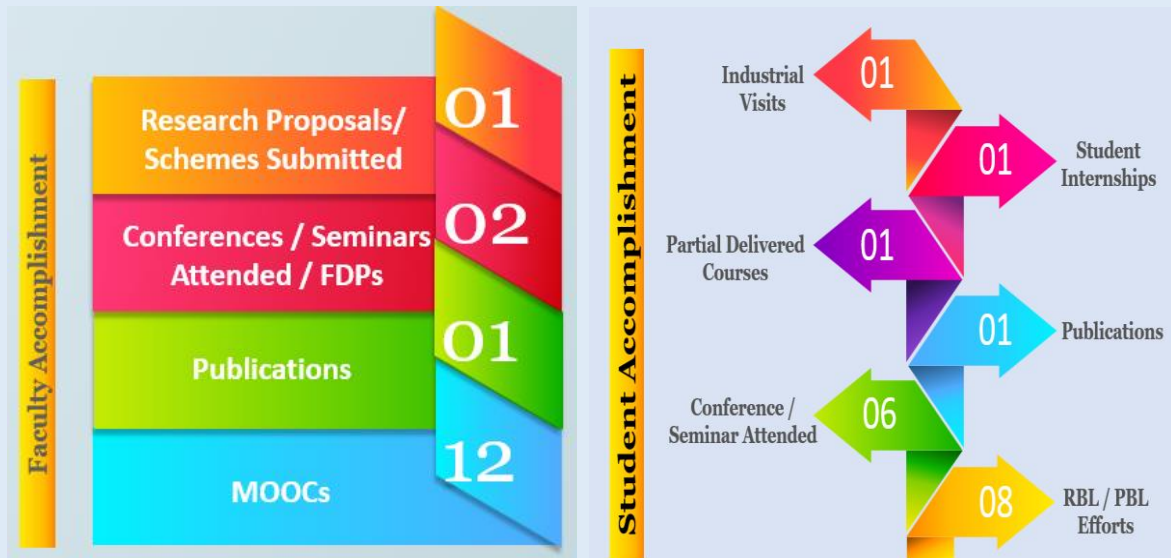 Faculty Accomplishment
Research Proposals/
Schemes Submitted
01
Conferences / Seminars
Attended / FDPs
02
Publications
01
MOOCs
12
Student Accomplishment
Industrial
Visits
01
01
Student
Internships
Partial Delivered
Courses
01
01
Publications
Conference /
Seminar Attended
06
08
RBL / PBL
Efforts